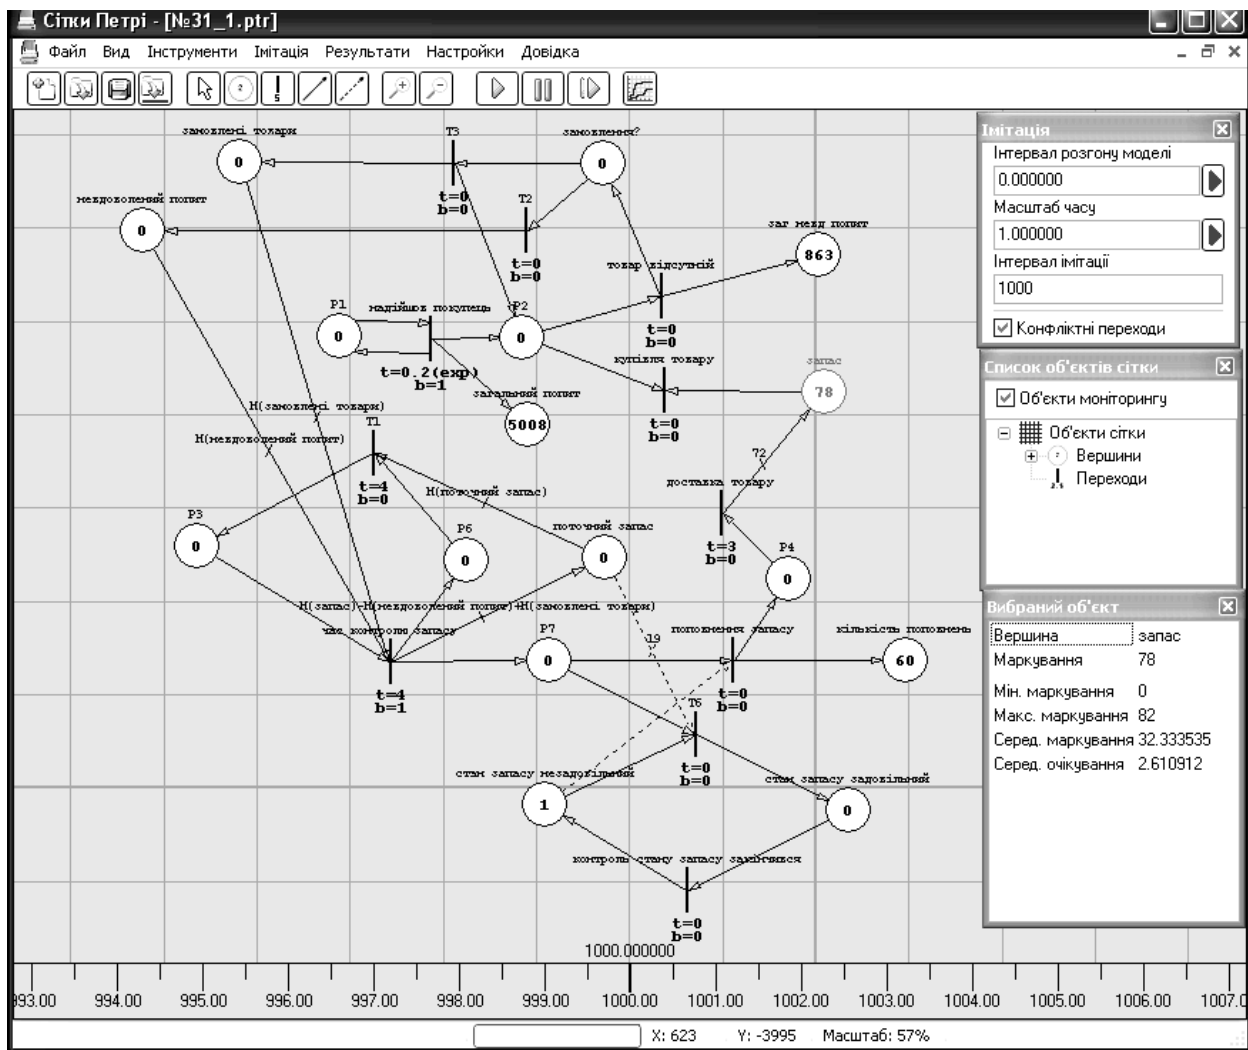 Сітки Петрі - [№31_1.ptr]
Файл Вид Інструменти Імітація Результати Настройки Довідка
замовлені товари
T3
замовлення?
0
0
t=0
b=0
невдоволений попит
T2
0
t=0
b=0
заг невд попит
863
товар відсутній
t=0
b=0
P1
надійшов покупець
P2
0
0
t=0.2(exp)
b=1
купівля товару
t=0
b=0
запас
78
загальний попит
5008
Н(замовлені товари)
Н(невдоволений попит)
T1
t=4
b=0
Н(поточний запас)
72
доставка товару
t=3
b=0
P3
0
P6
0
поточний запас
0
P4
0
Н(запас)-Н(невдоволений попит)+Н(замовлені товари)
час контролю запасу
t=4
b=1
P7
0
19
поповнення запасу
t=0
b=0
кількість поповнень
60
T6
t=0
b=0
стан запасу незадовільний
1
стан запасу задовільний
0
контроль стану запасу закінчився
t=0
b=0
Імітація
Інтервал розгону моделі
0.000000
Масштаб часу
1.000000
Інтервал імітації
1000
Конфліктні переходи
Список об'єктів сітки
Об'єкти моніторингу
Об'єкти сітки
Вершини
Переходи
Вибраний об'єкт
Вершина запас
Маркування 78
Мін. маркування 0
Макс. маркування 82
Серед. маркування 32.333535
Серед. очікування 2.610912
1000.000000
993.00 994.00 995.00 996.00 997.00 998.00 999.00 1000.00 1001.00 1002.00 1003.00 1004.00 1005.00 1006.00 1007.0
X: 623 Y: -3995 Масштаб: 57%